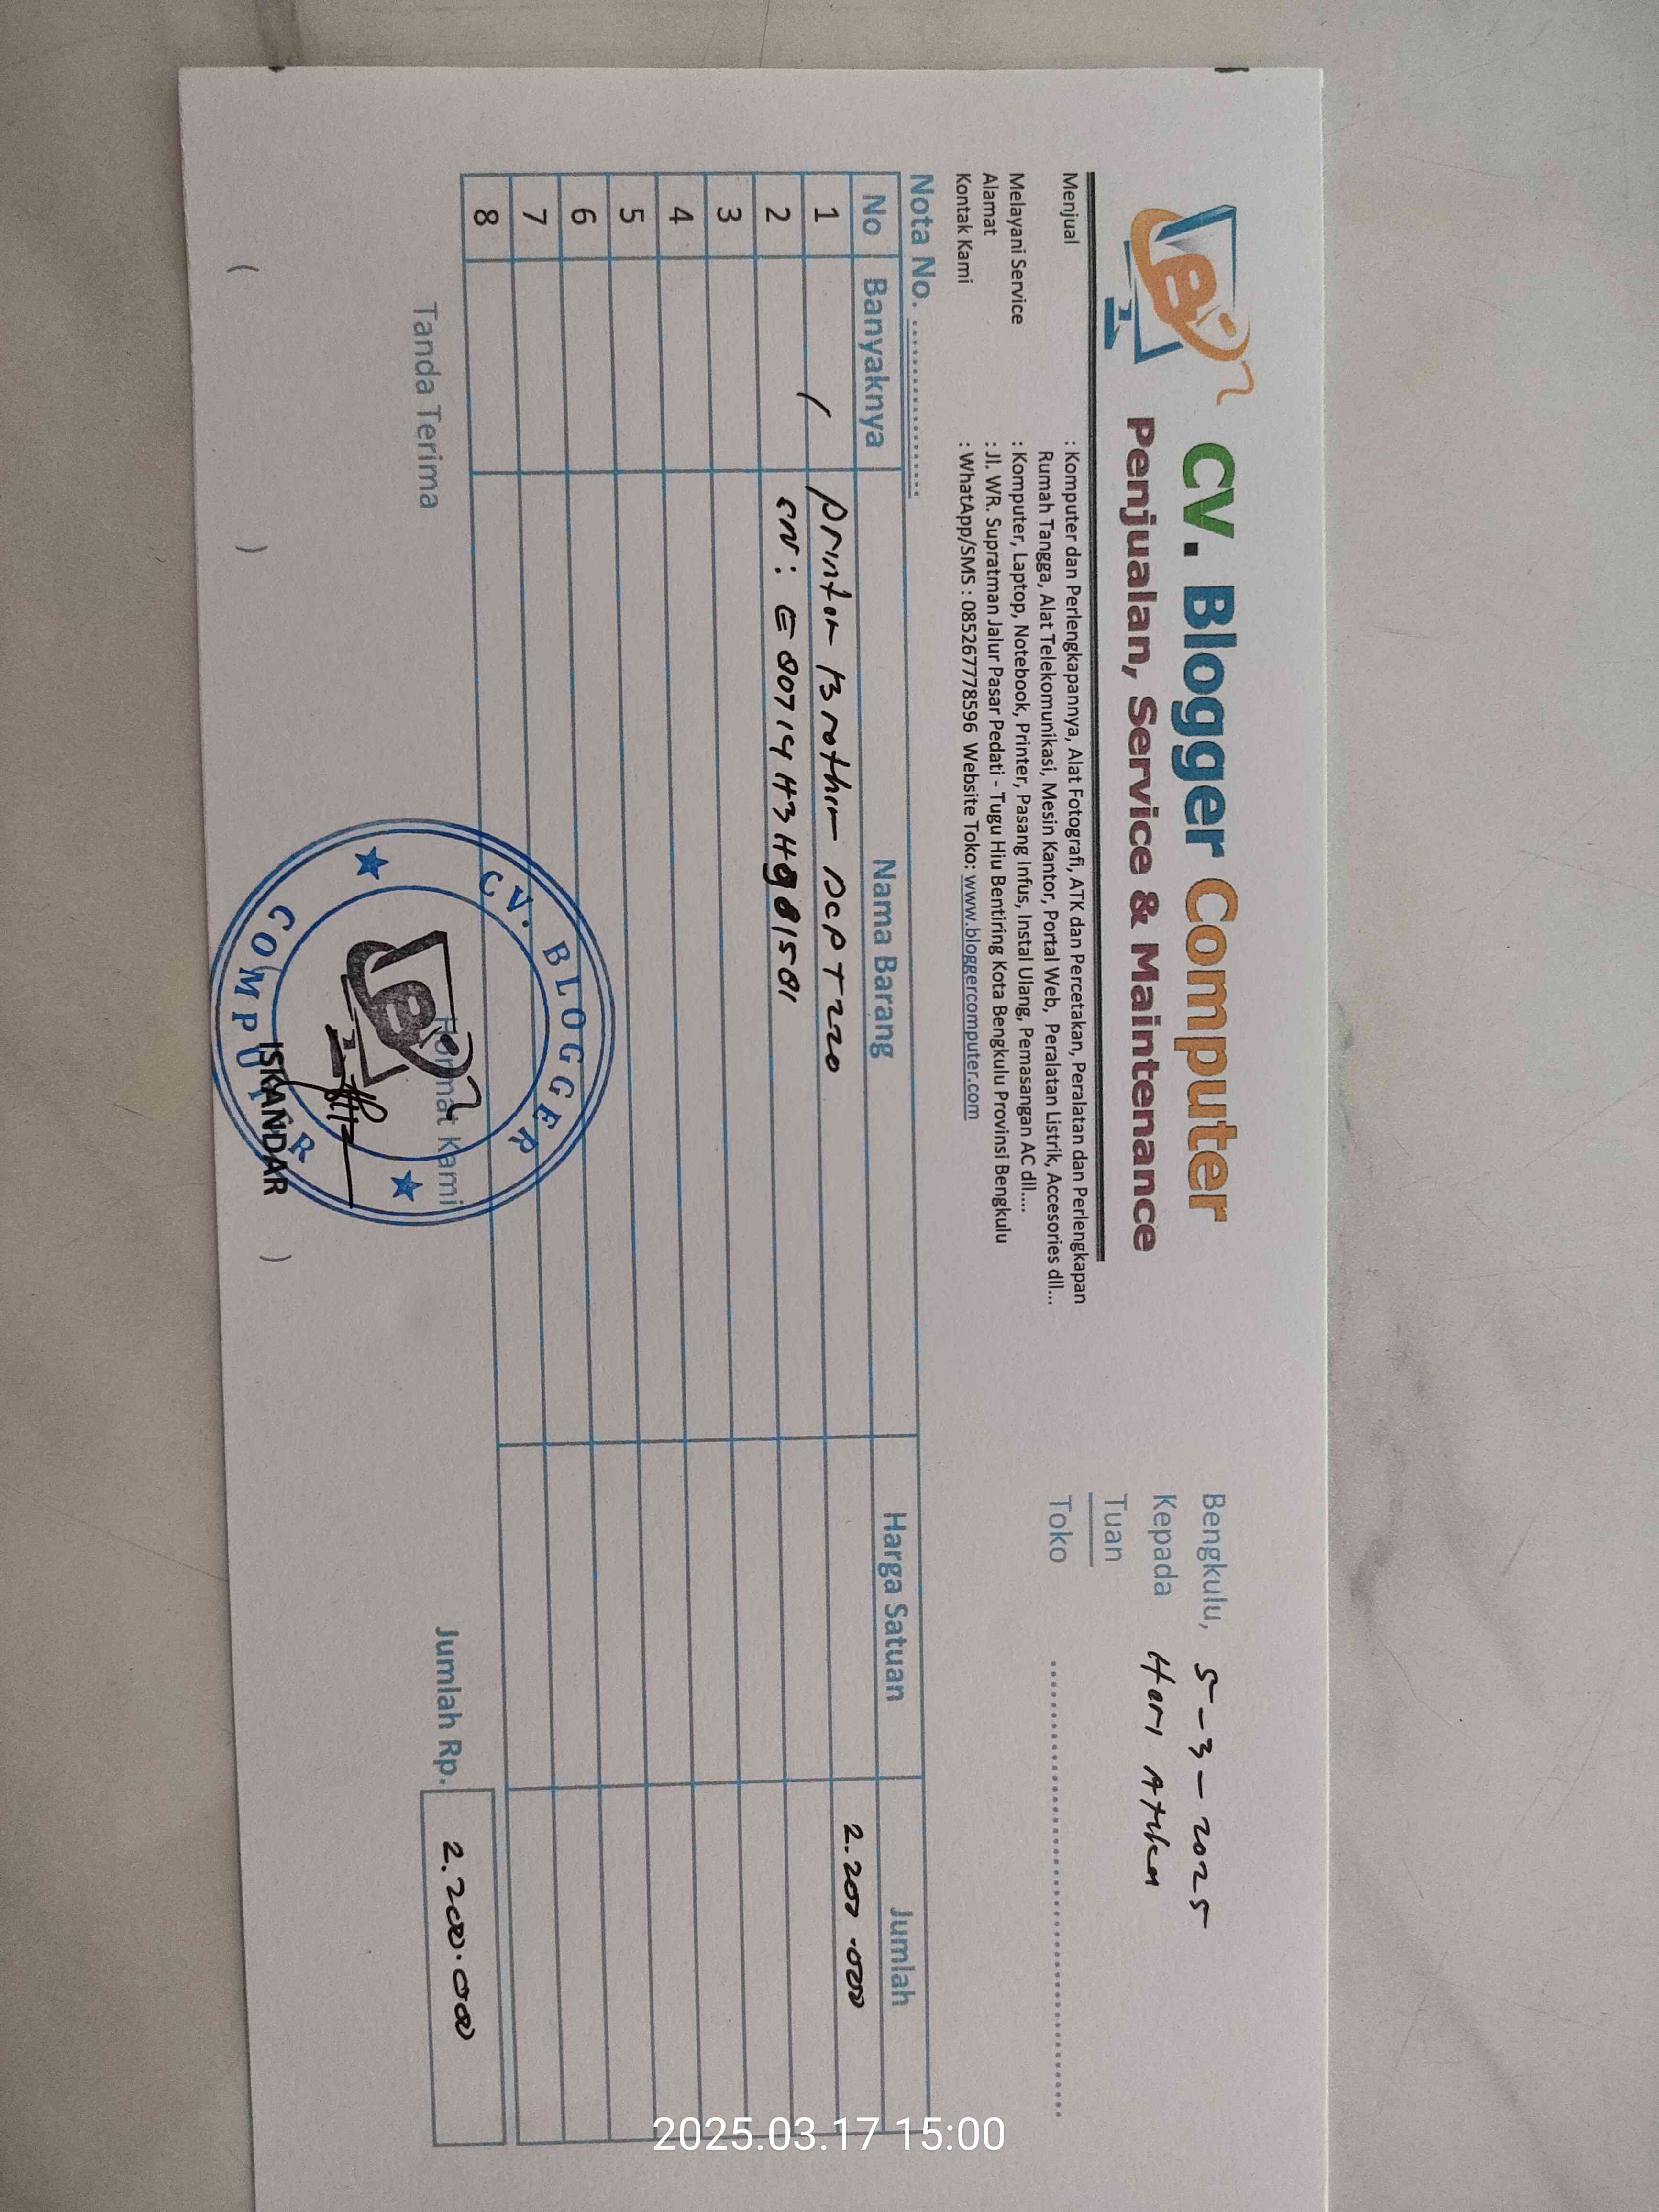 CV. Blogger Computer
Penjualan, Service & Maintenance
Menjual : Komputer dan Perlengkapannya, Alat Fotografi, ATK dan Percetakan, Peralatan dan Perlengkapan
Rumah Tangga, Alat Telekomunikasi, Mesin Kantor, Portal Web, Peralatan Listrik, Accesories dll...
Melayani Service : Komputer, Laptop, Notebook, Printer, Pasang Infus, Instal Ulang, Pemasangan AC dll....
Alamat : Jl. WR. Supratman Jalur Pasar Pedati - Tugu Hiu Bentiring Kota Bengkulu Provinsi Bengkulu
Kontak Kami : WhatApp/SMS : 085267778596 Website Toko: www.bloggercomputer.com
Bengkulu, 5-3-2025
Kepada Heri
Tuan
Toko ..........
Nota No. ..........
No Banyaknya Nama Barang Harga Satuan Jumlah
1 1 Printer Brother DCP T220 2.200.000
2
3
4
5
6
7
8
Tanda Terima Hormat Kami Jumlah Rp. 2.200.000
CV. BLOGGER
COMPUTER
( ) ISKANDAR )
2025.03.17 15:00